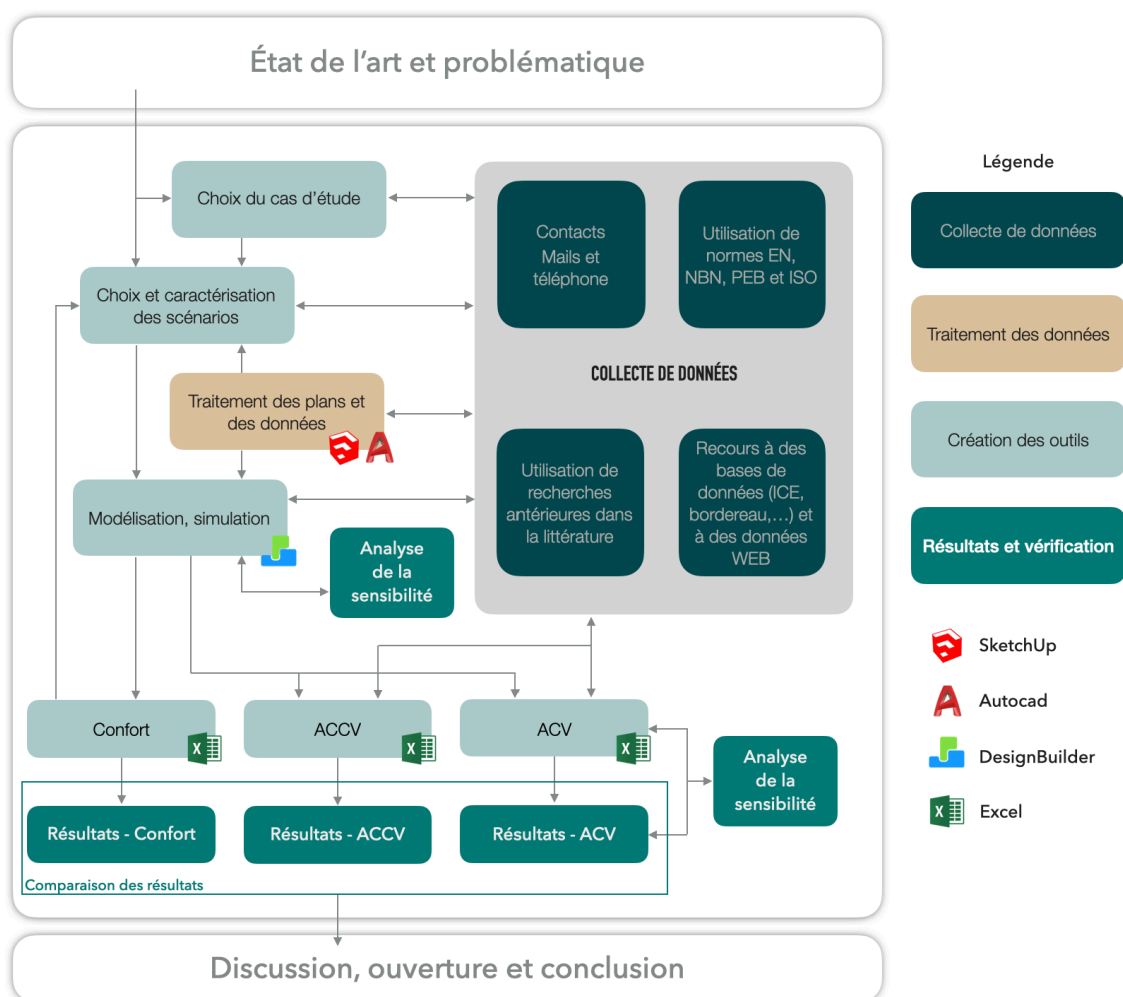 État de l'art et problématique
Choix du cas d'étude
Choix et caractérisation
des scénarios
Traitement des plans et
des données
Modélisation, simulation
Analyse
de la
sensibilité
Contacts
Mails et
téléphone
Utilisation de
normes EN,
NBN, PEB et ISO
COLLECTE DE DONNÉES
Utilisation de
recherches
antérieures dans
la littérature
Recours à des
bases de
données (ICE,
bordereau,...) et
à des données
WEB
Confort
X
ACCV
X
ACV
X
Analyse
de la
sensibilité
Résultats - Confort
Résultats - ACCV
Résultats - ACV
Comparaison des résultats
Discussion, ouverture et conclusion
Légende
Collecte de données
Traitement des données
Création des outils
Résultats et vérification
SketchUp
Autocad
DesignBuilder
X
Excel